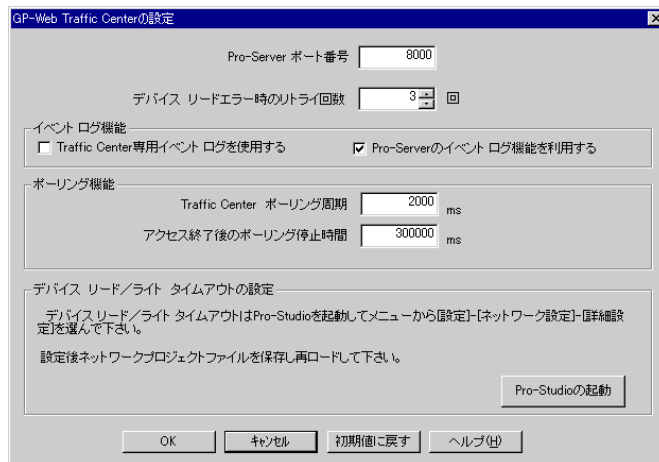 GP-Web Traffic Centerの設定
Pro-Server ポート番号 8000
デバイス リードエラー時のリトライ回数 3 回
イベント ログ機能
Traffic Center専用イベント ログを使用する Pro-Serverのイベント ログ機能を利用する
ポーリング機能
Traffic Center ポーリング周期 2000 ms
アクセス終了後のポーリング停止時間 300000 ms
デバイス リード／ライト タイムアウトの設定
デバイス リード／ライト タイムアウトはPro-Studioを起動してメニューから[設定]-[ネットワーク設定]-[詳細設
定]を選んで下さい。
設定後ネットワークプロジェクトファイルを保存し再ロードして下さい。
Pro-Studioの起動
OK キャンセル 初期値に戻す ヘルプ(H)